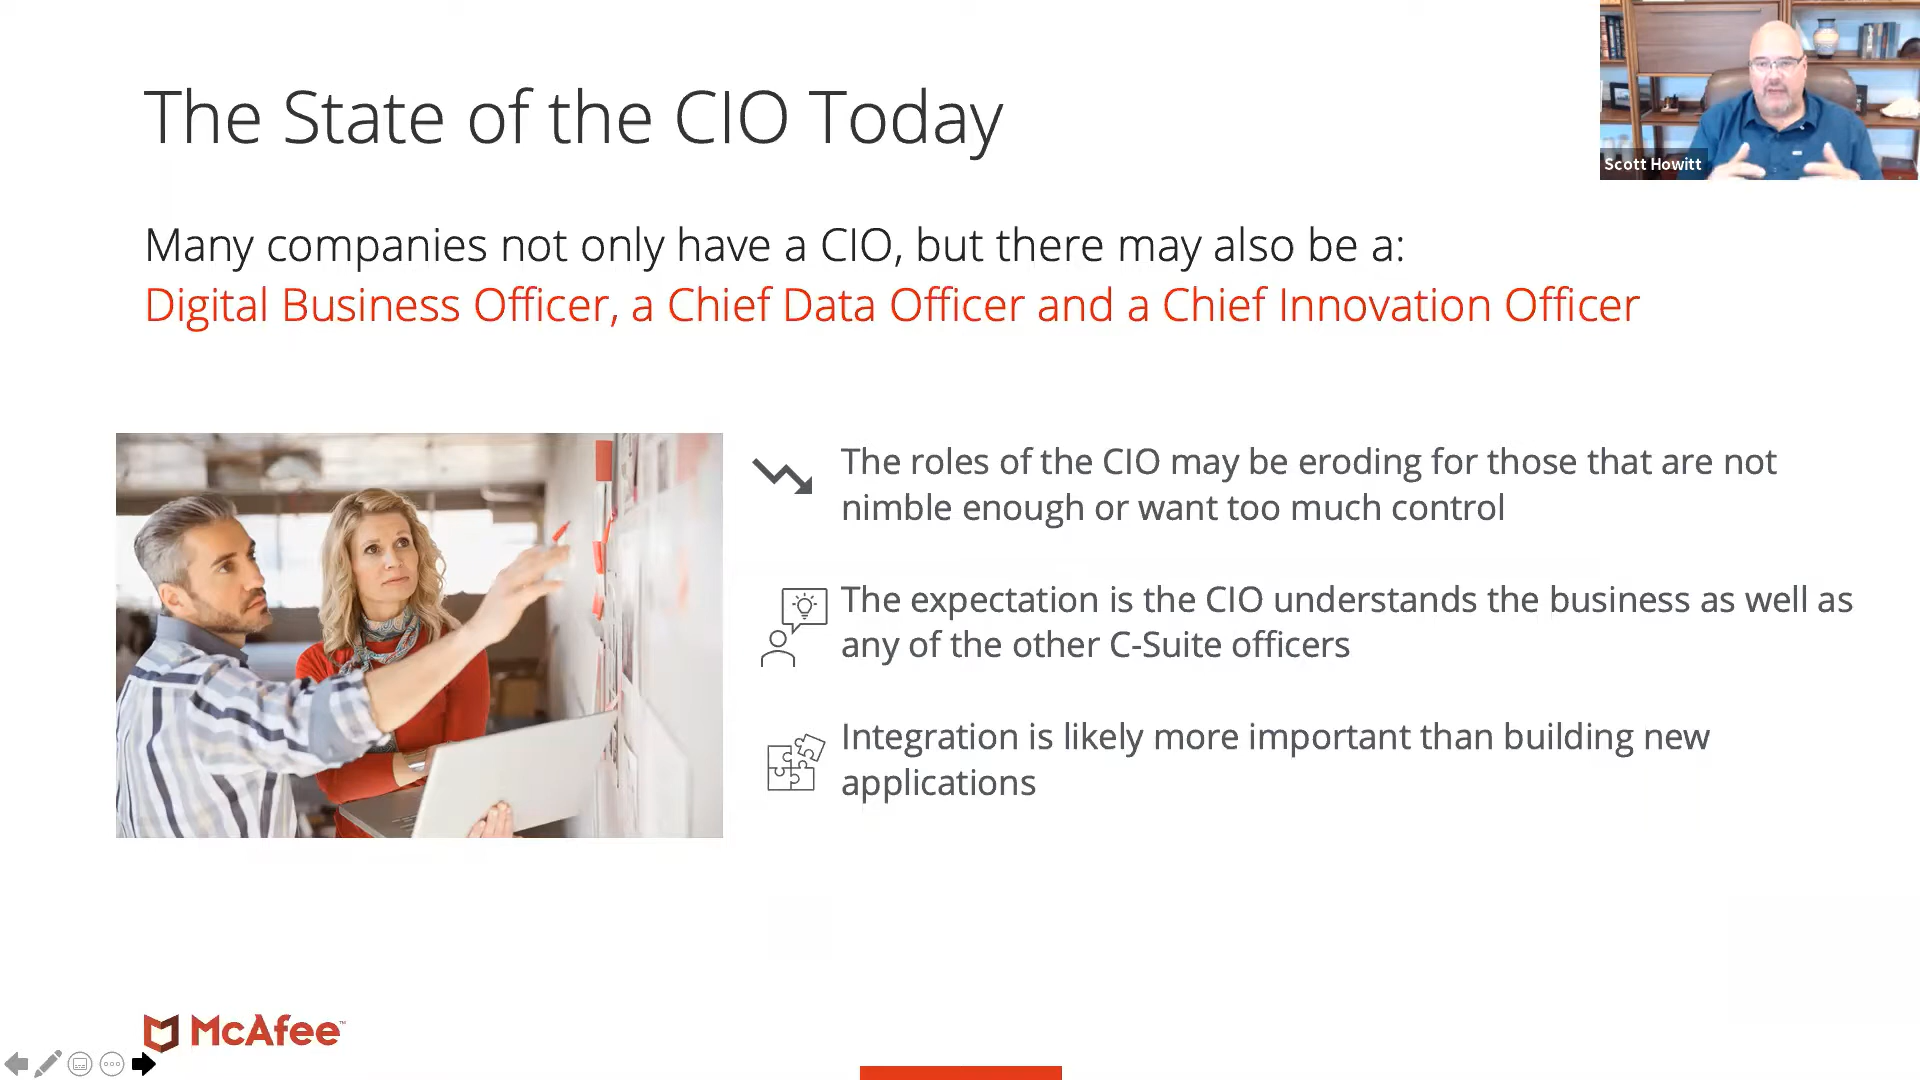 The State of the CIO Today
Scott Howitt
Many companies not only have a CIO, but there may also be a:
Digital Business Officer, a Chief Data Officer and a Chief Innovation Officer
The roles of the CIO may be eroding for those that are not
nimble enough or want too much control
The expectation is the CIO understands the business as well as
any of the other C-Suite officers
Integration is likely more important than building new
applications
McAfee™